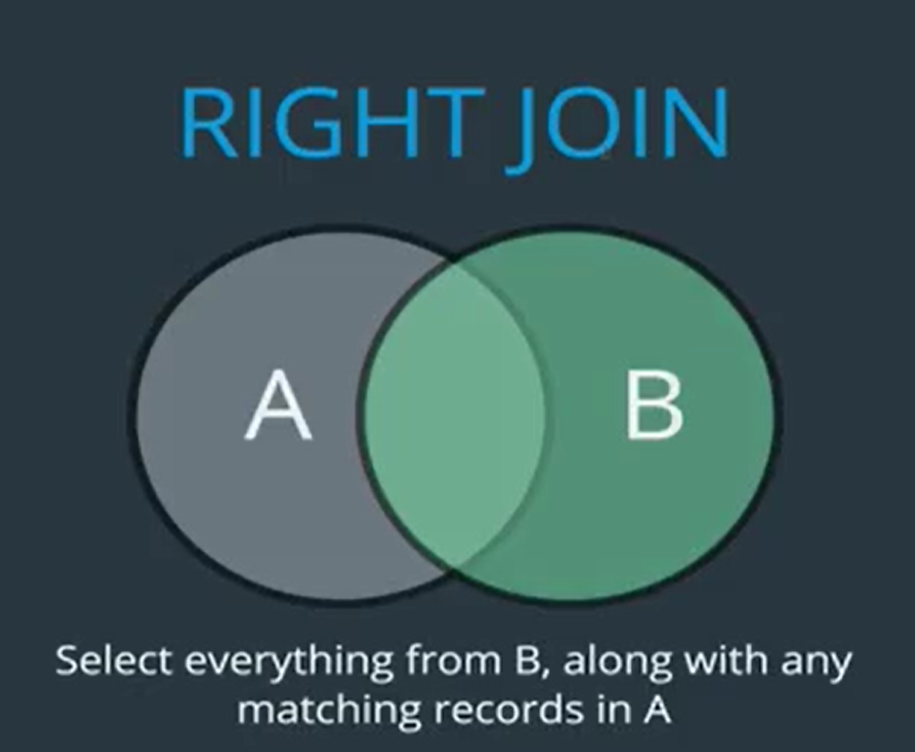 RIGHT JOIN
A
B
Select everything from B, along with any
matching records in A